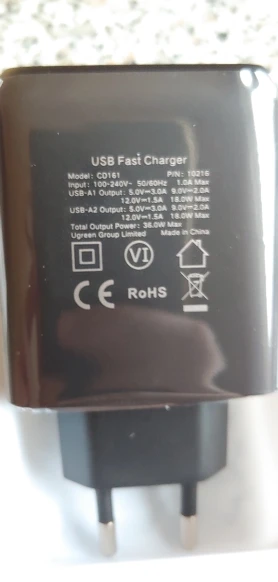 USB Fast Charger
Model: CD161 P/N: 10216
Input: 100-240V~ 50/60Hz 1.0A Max
USB-A1 Output: 5.0V⎓3.0A 9.0V⎓2.0A
12.0V⎓1.5A 18.0W Max
USB-A2 Output: 5.0V⎓3.0A 9.0V⎓2.0A
12.0V⎓1.5A 18.0W Max
Total Output Power: 36.0W Max
Ugreen Group Limited Made in China
VI
CE RoHS